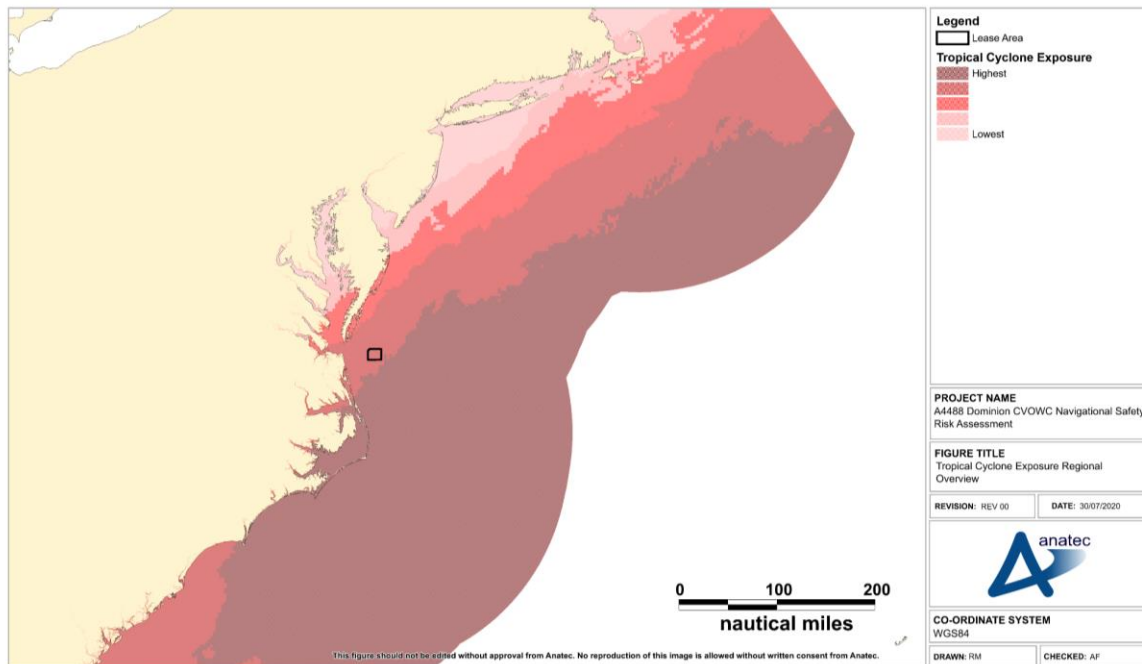 Legend
Lease Area
Tropical Cyclone Exposure
Highest
Lowest
PROJECT NAME
A4488 Dominion CVOWC Navigational Safety
Risk Assessment
FIGURE TITLE
Tropical Cyclone Exposure Regional
Overview
REVISION: REV 00 DATE: 30/07/2020
anatec
0 100 200
nautical miles
CO-ORDINATE SYSTEM
WGS84
This figure should not be edited without approval from Anatec. No reproduction of this image is allowed without written consent from Anatec.
DRAWN: RM CHECKED: AF